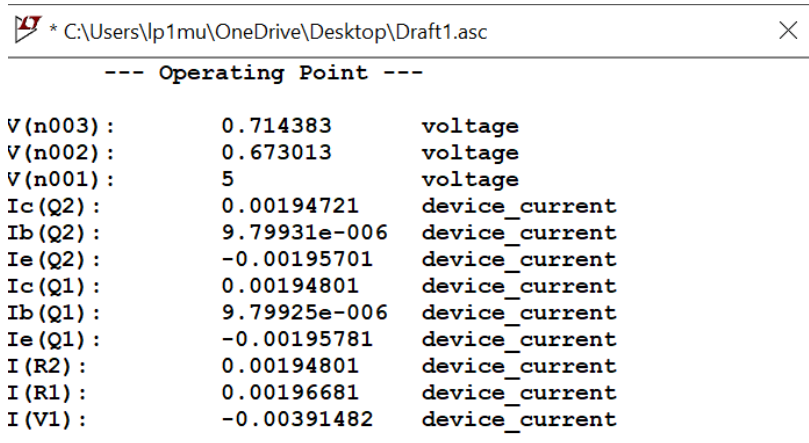 * C:\Users\lp1mu\OneDrive\Desktop\Draft1.asc
--- Operating Point ---
V(n003): 0.714383 voltage
V(n002): 0.673013 voltage
V(n001): 5 voltage
Ic(Q2): 0.00194721 device_current
Ib(Q2): 9.79931e-006 device_current
Ie(Q2): -0.00195701 device_current
Ic(Q1): 0.00194801 device_current
Ib(Q1): 9.79925e-006 device_current
Ie(Q1): -0.00195781 device_current
I(R2): 0.00194801 device_current
I(R1): 0.00196681 device_current
I(V1): -0.00391482 device_current